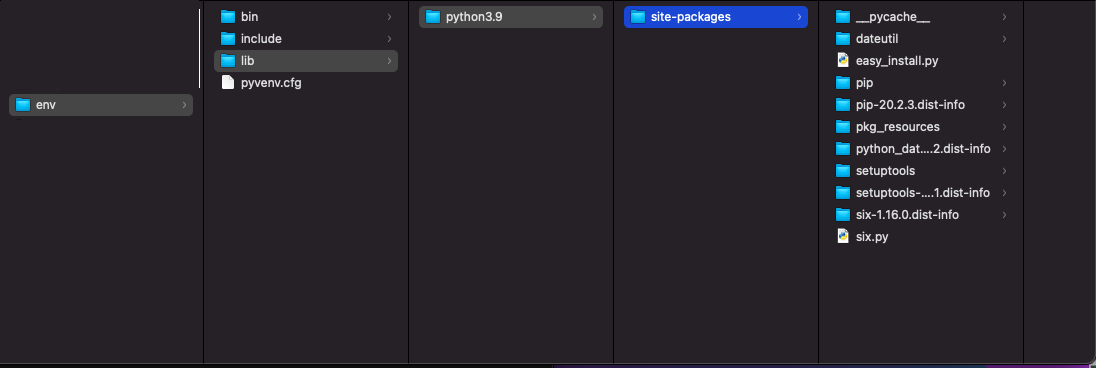 env
bin
include
lib
pyvenv.cfg
python3.9
site-packages
__pycache__
dateutil
easy_install.py
pip
pip-20.2.3.dist-info
pkg_resources
python_dat....2.dist-info
setuptools
setuptools-....1.dist-info
six-1.16.0.dist-info
six.py